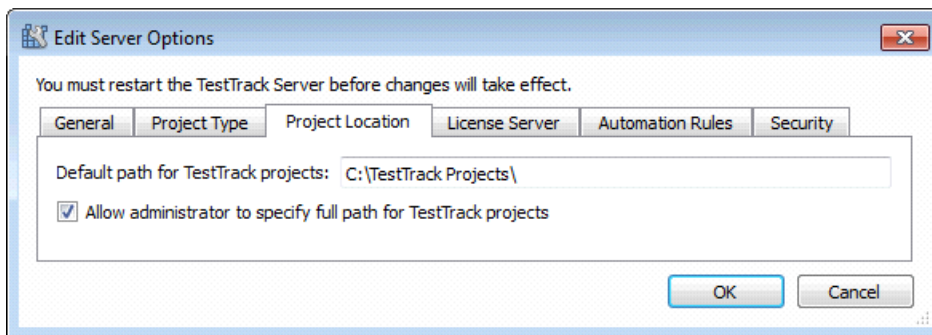 Edit Server Options
You must restart the TestTrack Server before changes will take effect.
General Project Type Project Location License Server Automation Rules Security
Default path for TestTrack projects: C:\TestTrack Projects\
Allow administrator to specify full path for TestTrack projects
OK Cancel